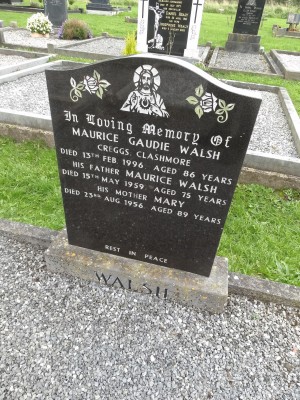 In Loving Memory Of
MAURICE GAUDIE WALSH
CREGGS, CLASHMORE
DIED 13TH FEB 1996 AGED 86 YEARS
HIS FATHER MAURICE WALSH
DIED 15TH MAY 1959 AGED 75 YEARS
HIS MOTHER MARY
DIED 23RD AUG 1956 AGED 89 YEARS
REST IN PEACE
WALSH